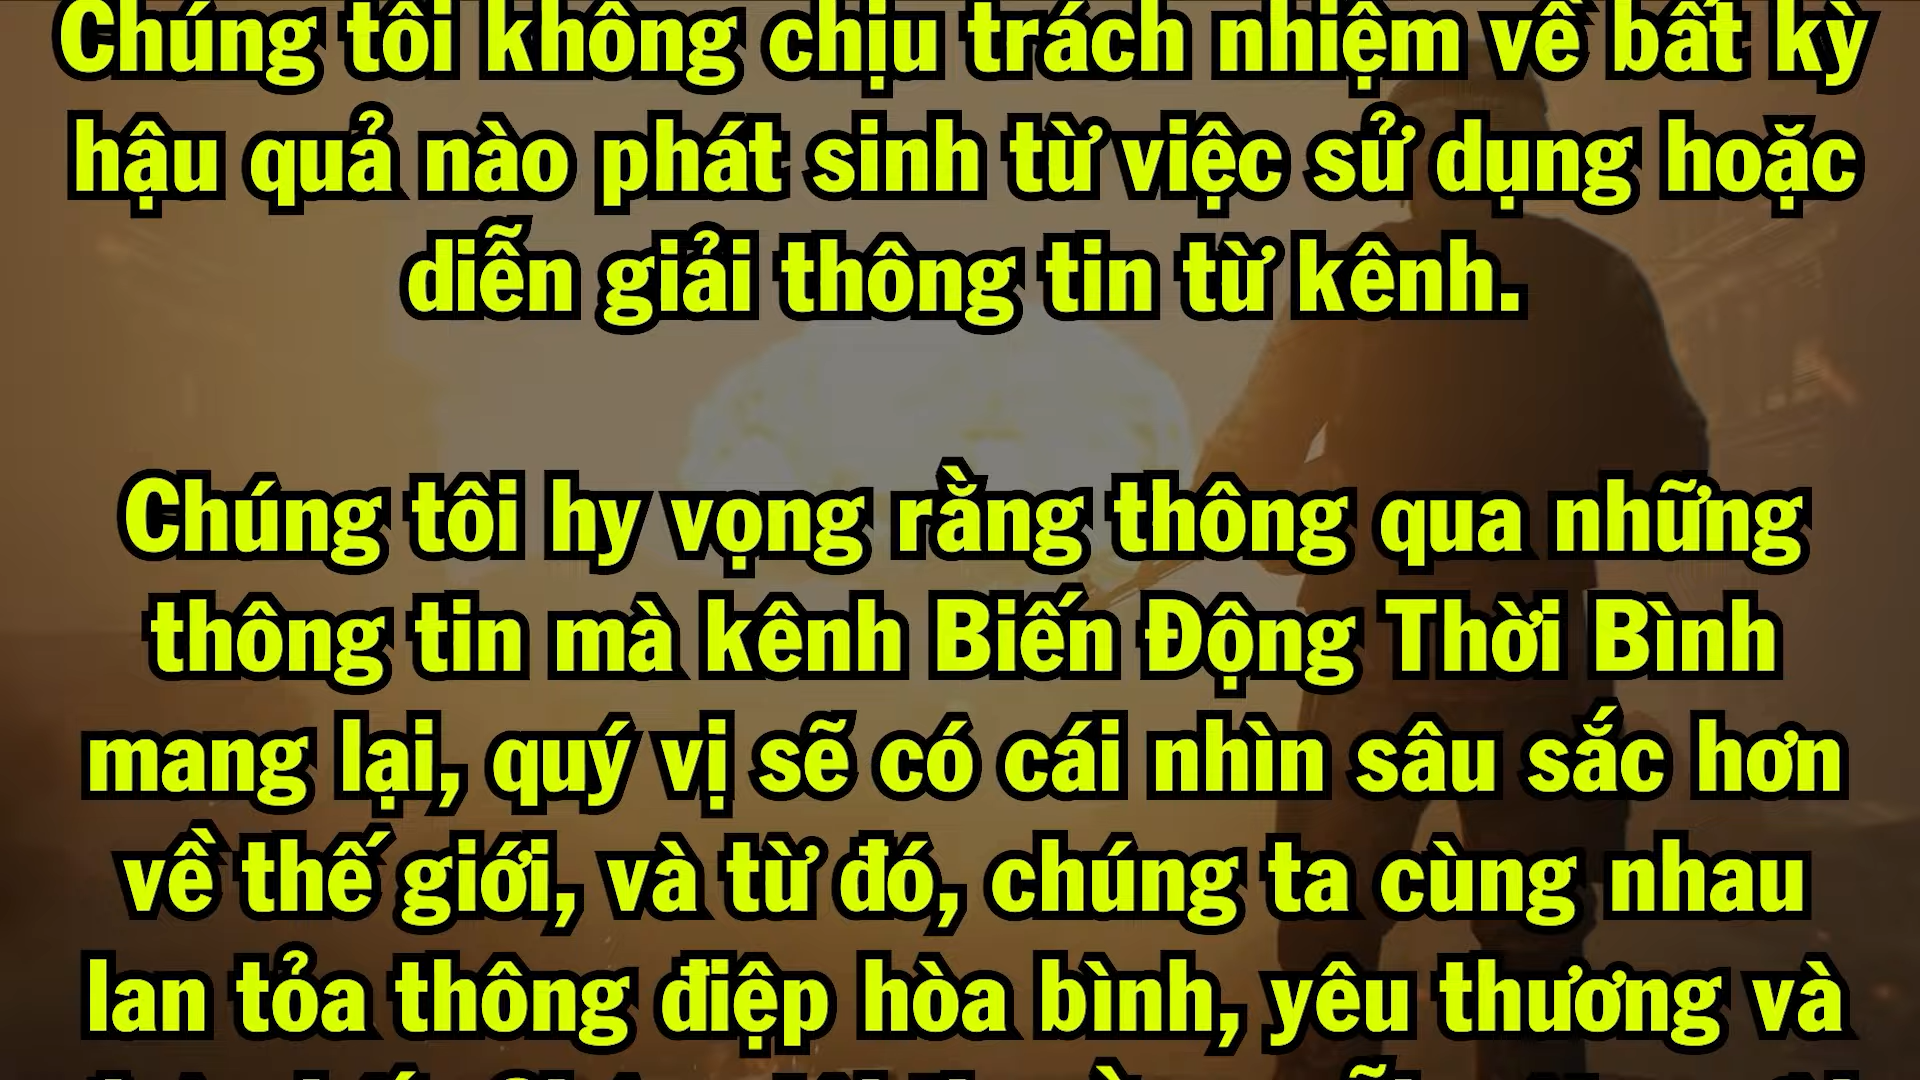 Chúng tôi không chịu trách nhiệm về bất kỳ
hậu quả nào phát sinh từ việc sử dụng hoặc
diễn giải thông tin từ kênh.
Chúng tôi hy vọng rằng thông qua những
thông tin mà kênh Biến Động Thời Bình
mang lại, quý vị sẽ có cái nhìn sâu sắc hơn
về thế giới, và từ đó, chúng ta cùng nhau
lan tỏa thông điệp hòa bình, yêu thương và